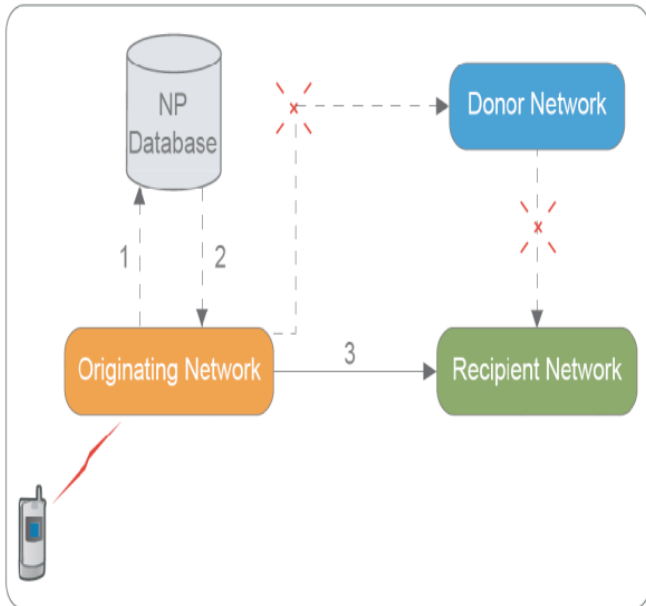 NP
Database
Donor Network
1
2
Originating Network
3
Recipient Network